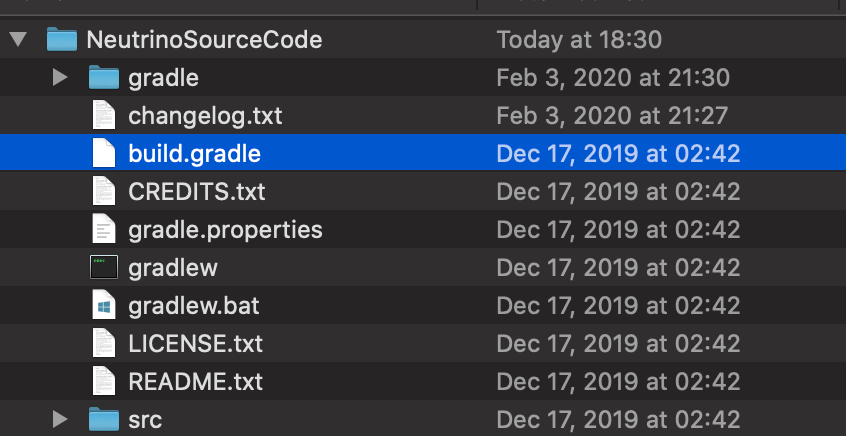 NeutrinoSourceCode Today at 18:30
gradle Feb 3, 2020 at 21:30
changelog.txt Feb 3, 2020 at 21:27
build.gradle Dec 17, 2019 at 02:42
CREDITS.txt Dec 17, 2019 at 02:42
gradle.properties Dec 17, 2019 at 02:42
gradlew Dec 17, 2019 at 02:42
gradlew.bat Dec 17, 2019 at 02:42
LICENSE.txt Dec 17, 2019 at 02:42
README.txt Dec 17, 2019 at 02:42
src Dec 17, 2019 at 02:42